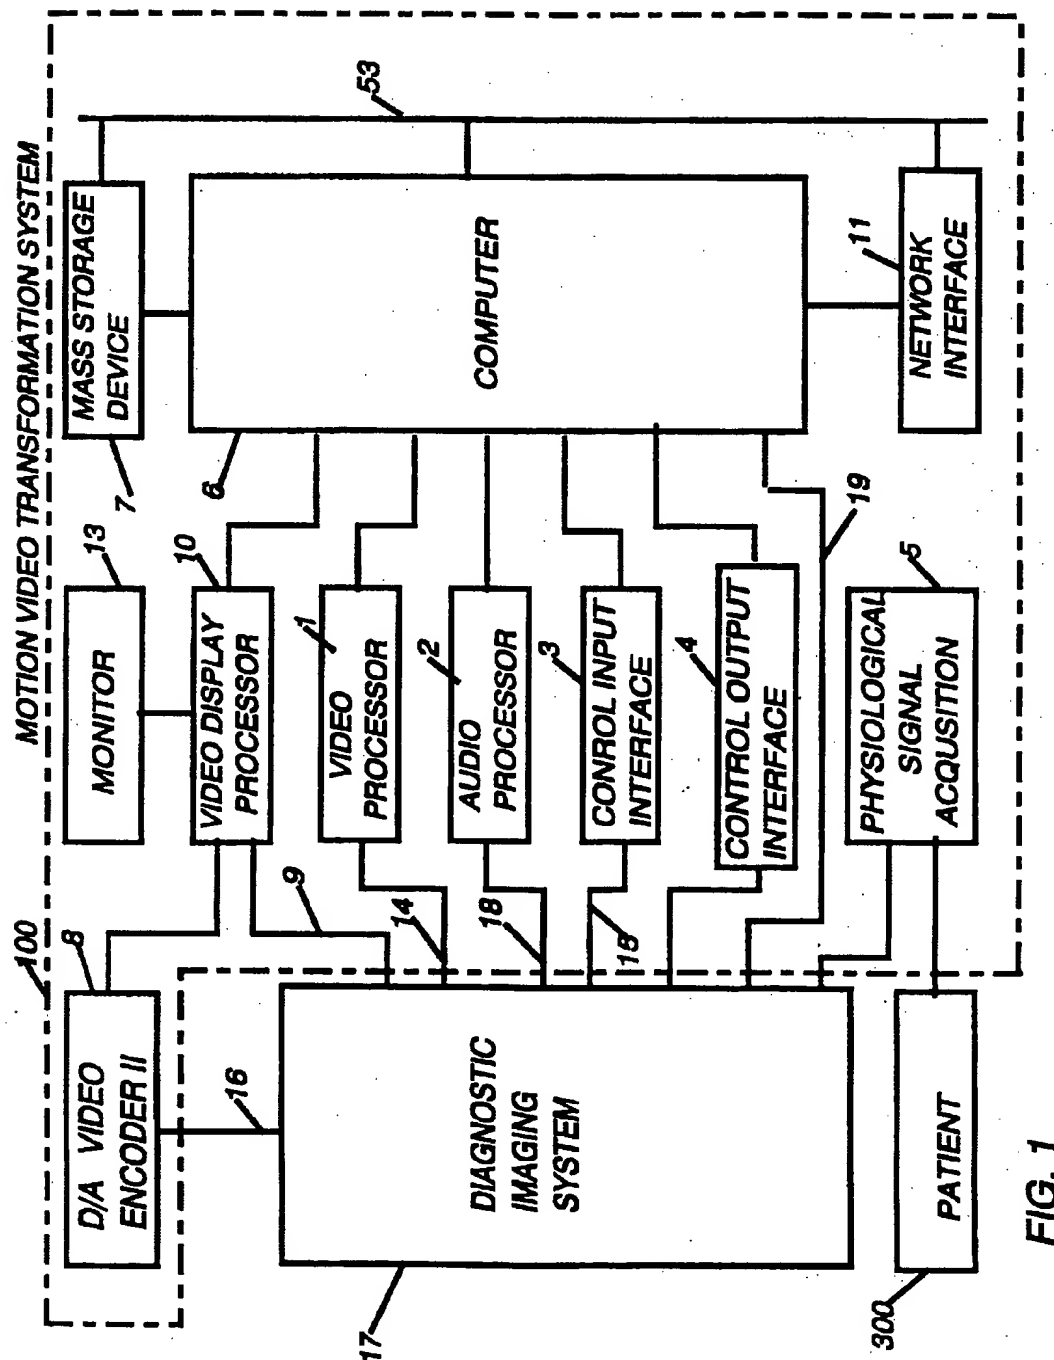 MOTION VIDEO TRANSFORMATION SYSTEM
100
D/A VIDEO
ENCODER II
8
MONITOR
13
MASS STORAGE
DEVICE
7
16
VIDEO DISPLAY
PROCESSOR
10
9
6
53
VIDEO
PROCESSOR
1
14
AUDIO
PROCESSOR
2
18
CONROL INPUT
INTERFACE
3
15
CONTROL OUTPUT
INTERFACE
4
19
DIAGNOSTIC
IMAGING
SYSTEM
17
COMPUTER
PHYSIOLOGICAL
SIGNAL
ACQUSITION
5
PATIENT
300
NETWORK
INTERFACE
11
FIG. 1